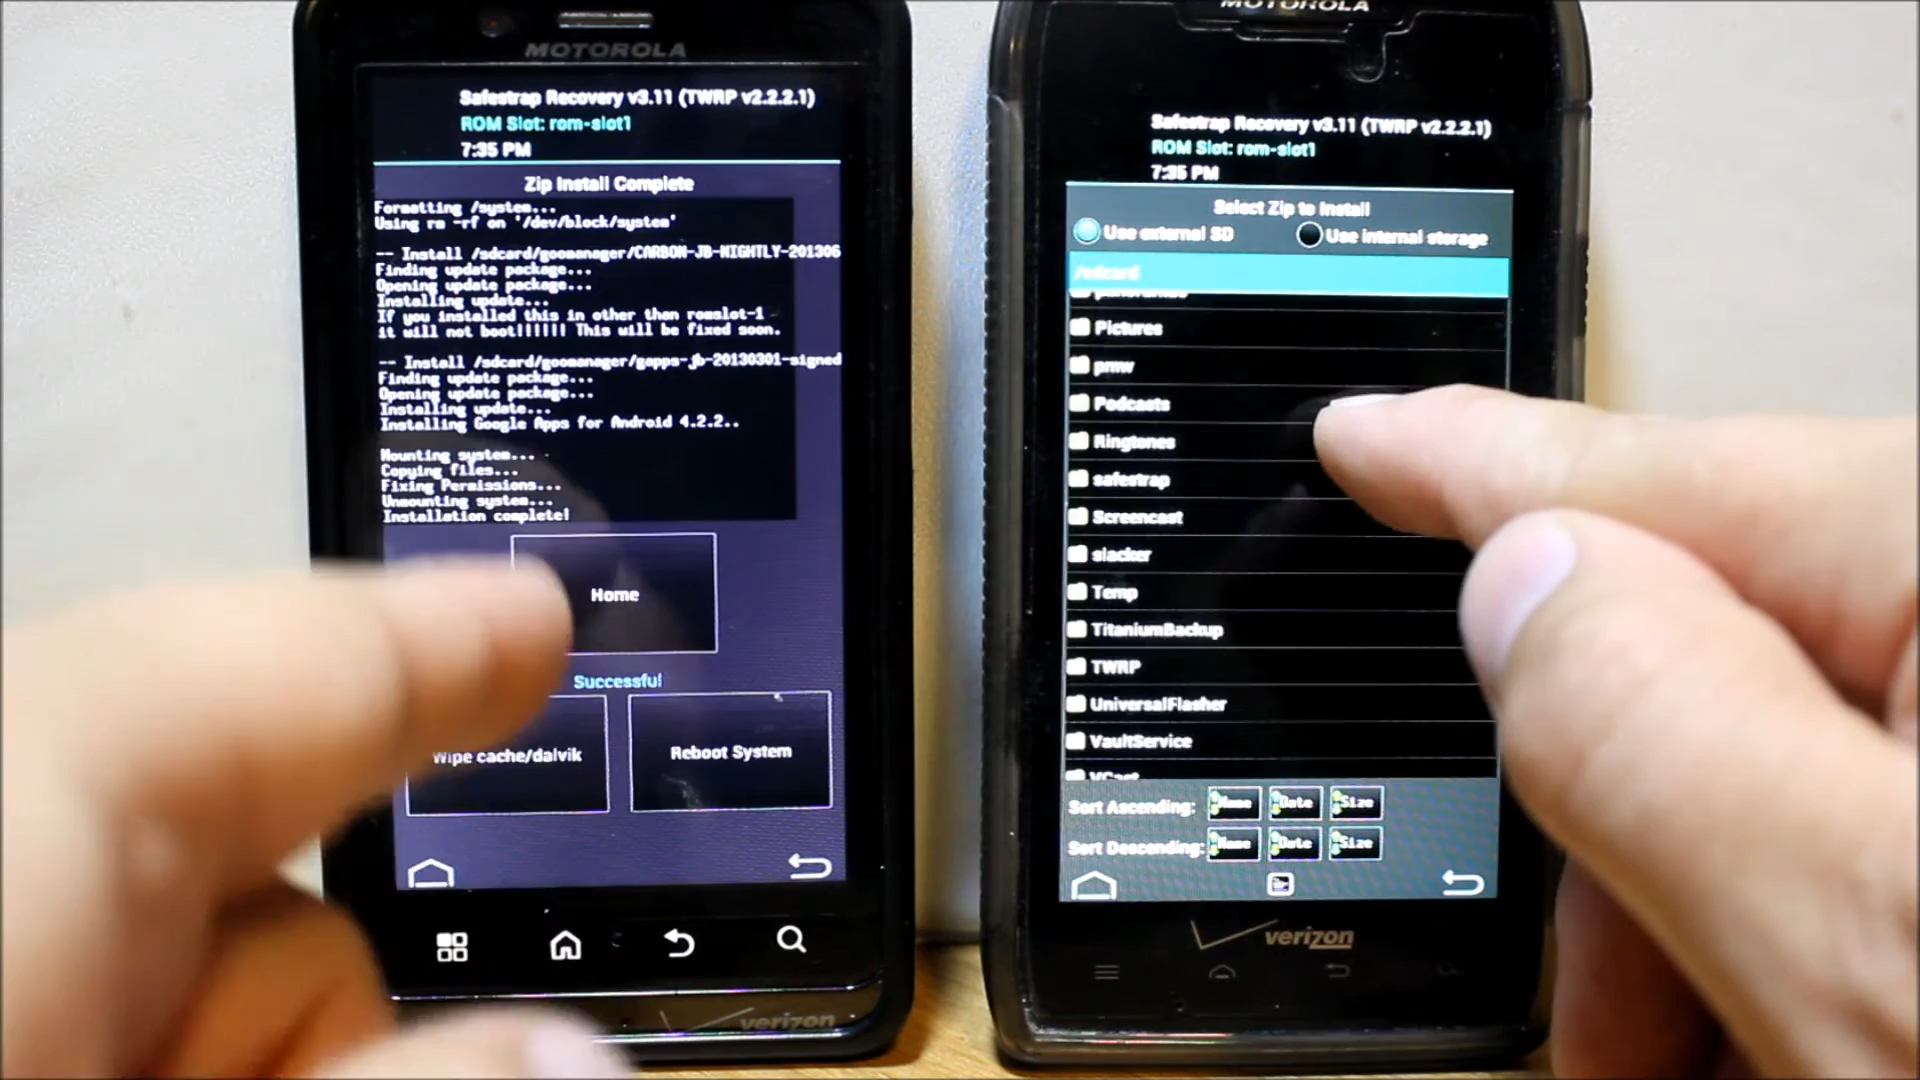 MOTOROLA
Safestrap Recovery v3.11 (TWRP v2.2.2.1)
ROM Slot: rom-slot1
7:35 PM
Zip Install Complete
Formatting /system...
Using rm -rf on '/dev/block/system'
-- Install /sdcard/goomanager/CARBON-JB-NIGHTLY-201306
Finding update package...
Opening update package...
Installing update...
If you installed this in other than romslot-1
it will not boot!!!!!! This will be fixed soon.
-- Install /sdcard/goomanager/gapps-jb-20130301-signed
Finding update package...
Opening update package...
Installing update...
Installing Google Apps for Android 4.2.2..
Mounting system...
Copying files...
Fixing Permissions...
Unmounting system...
Installation complete!
Home
Successful
Wipe cache/dalvik
Reboot System
verizon
MOTOROLA
Safestrap Recovery v3.11 (TWRP v2.2.2.1)
ROM Slot: rom-slot1
7:35 PM
Select Zip to Install
Use external SD
Use internal storage
/sdcard
Pictures
pmw
Podcasts
Ringtones
safestrap
Screencast
slacker
Temp
TitaniumBackup
TWRP
UniversalFlasher
VaultService
VCast
Sort Ascending:
Name
Date
Size
Sort Descending:
Name
Date
Size
verizon